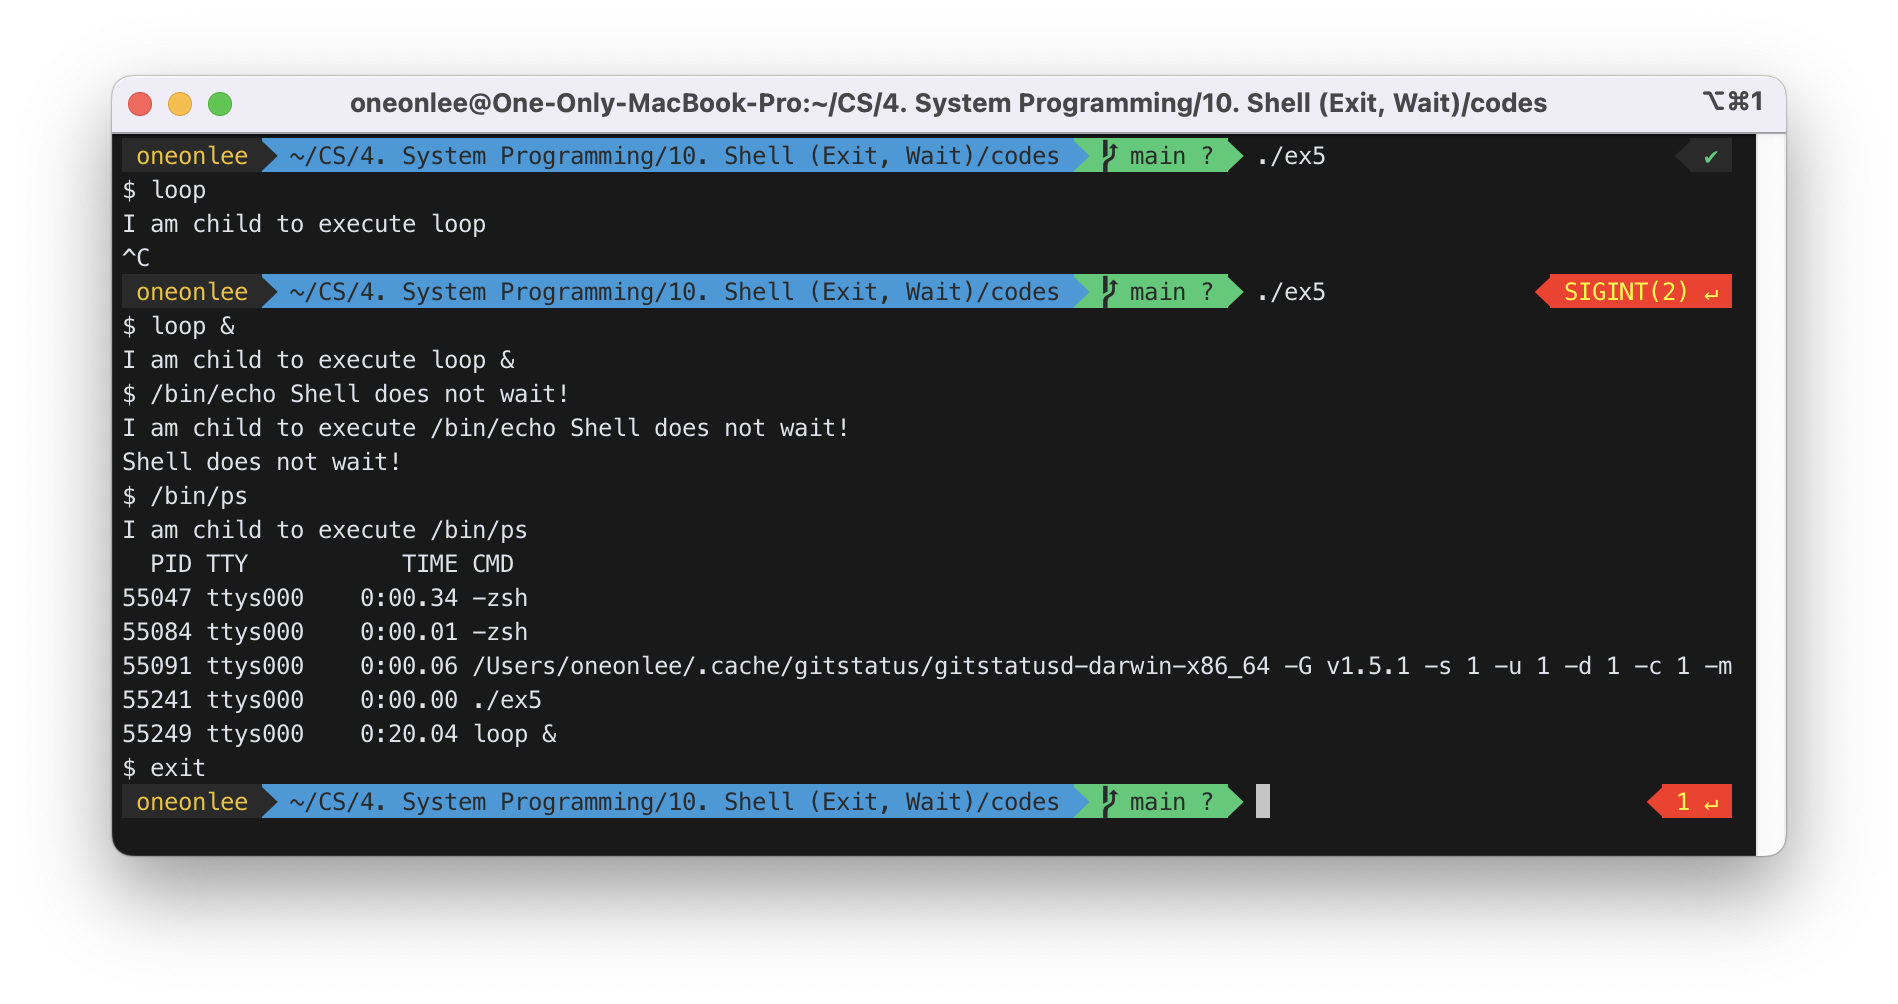 oneonlee@One-Only-MacBook-Pro:~/CS/4. System Programming/10. Shell (Exit, Wait)/codes ⌥⌘1
oneonlee ~/CS/4. System Programming/10. Shell (Exit, Wait)/codes main ? ./ex5 ✔
$ loop
I am child to execute loop
^C
oneonlee ~/CS/4. System Programming/10. Shell (Exit, Wait)/codes main ? ./ex5 SIGINT(2) ↵
$ loop &
I am child to execute loop &
$ /bin/echo Shell does not wait!
I am child to execute /bin/echo Shell does not wait!
Shell does not wait!
$ /bin/ps
I am child to execute /bin/ps
  PID TTY           TIME CMD
55047 ttys000    0:00.34 -zsh
55084 ttys000    0:00.01 -zsh
55091 ttys000    0:00.06 /Users/oneonlee/.cache/gitstatus/gitstatusd-darwin-x86_64 -G v1.5.1 -s 1 -u 1 -d 1 -c 1 -m
55241 ttys000    0:00.00 ./ex5
55249 ttys000    0:20.04 loop &
$ exit
oneonlee ~/CS/4. System Programming/10. Shell (Exit, Wait)/codes main ? 1 ↵